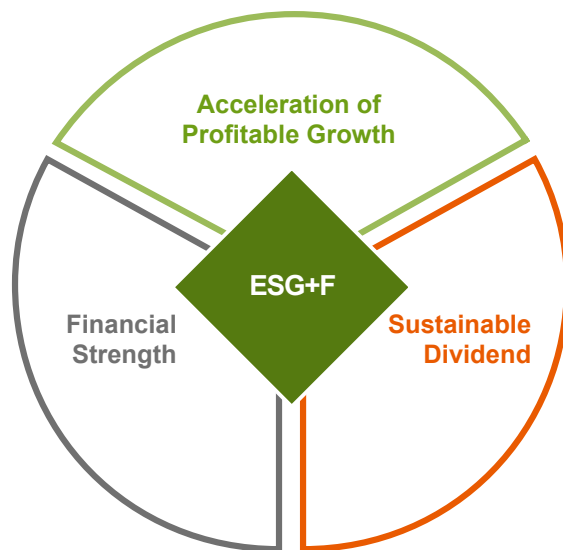 Acceleration of
Profitable Growth
ESG+F
Financial
Strength
Sustainable
Dividend